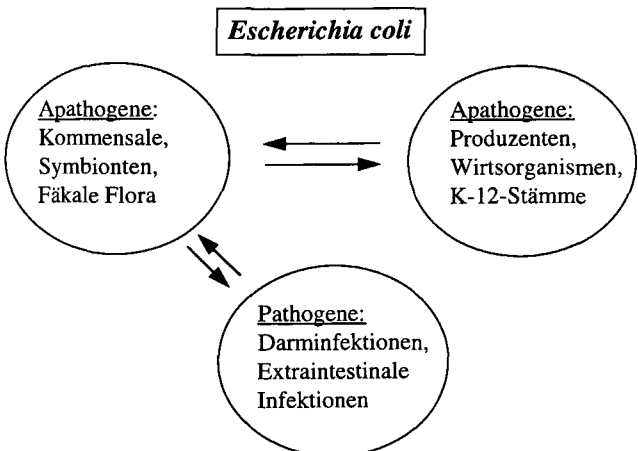 Escherichia coli
Apathogene:
Kommensale,
Symbionten,
Fäkale Flora
Apathogene:
Produzenten,
Wirtsorganismen,
K-12-Stämme
Pathogene:
Darminfektionen,
Extraintestinale
Infektionen